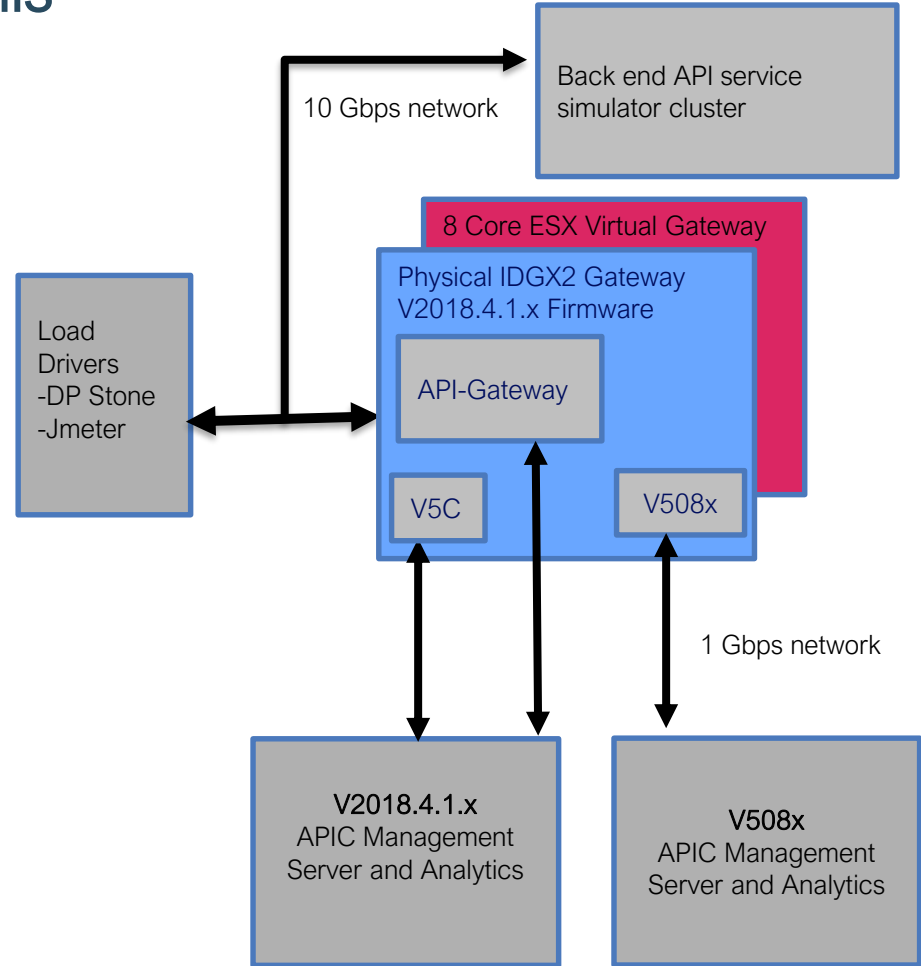 Back end API service
simulator cluster
10 Gbps network
8 Core ESX Virtual Gateway
Physical IDGX2 Gateway
V2018.4.1.x Firmware
Load
Drivers
-DP Stone
-Jmeter
API-Gateway
V5C
V508x
1 Gbps network
V2018.4.1.x
APIC Management
Server and Analytics
V508x
APIC Management
Server and Analytics